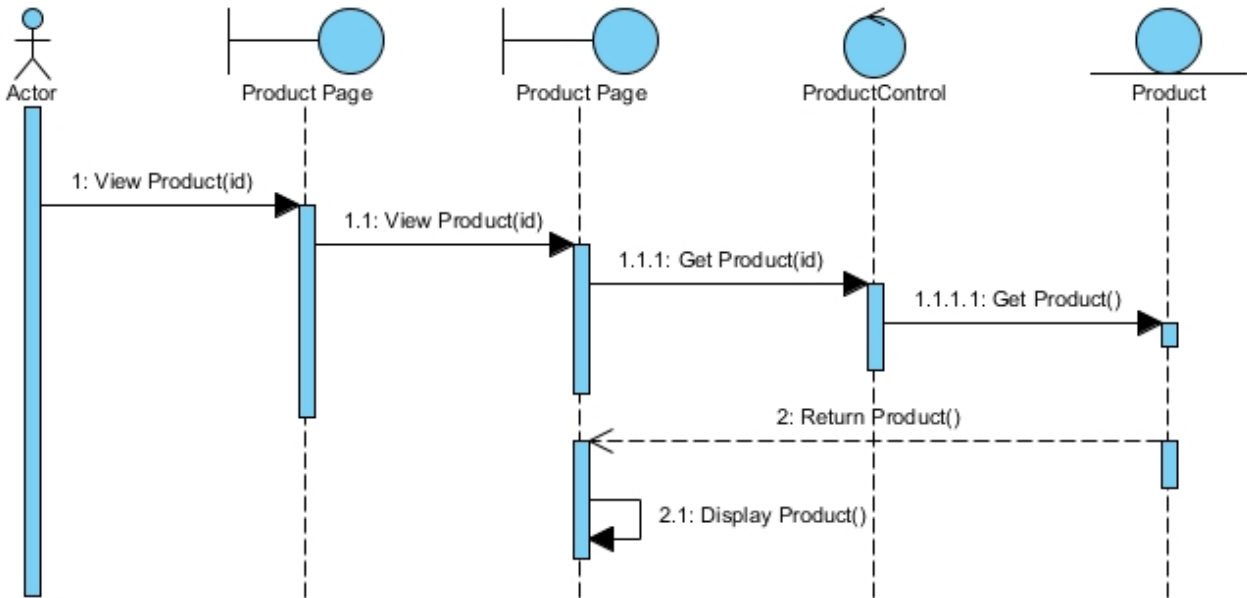 Actor
Product Page
Product Page
ProductControl
Product
1: View Product(id)
1.1: View Product(id)
1.1.1: Get Product(id)
1.1.1.1: Get Product()
2: Return Product()
2.1: Display Product()